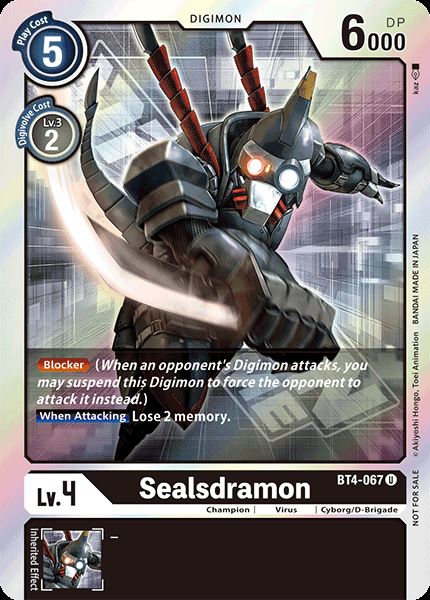 Play Cost
5
DIGIMON
DP
6000
kaz
Digivolve Cost
Lv.3
2
Blocker (When an opponent's Digimon attacks, you
may suspend this Digimon to force the opponent to
attack it instead.)
When Attacking Lose 2 memory.
© Akiyoshi Hongo, Toei Animation BANDAI MADE IN JAPAN
NOT FOR SALE
Lv.4
Sealsdramon
BT4-067 U
Champion | Virus | Cyborg/D-Brigade
Inherited Effect
–